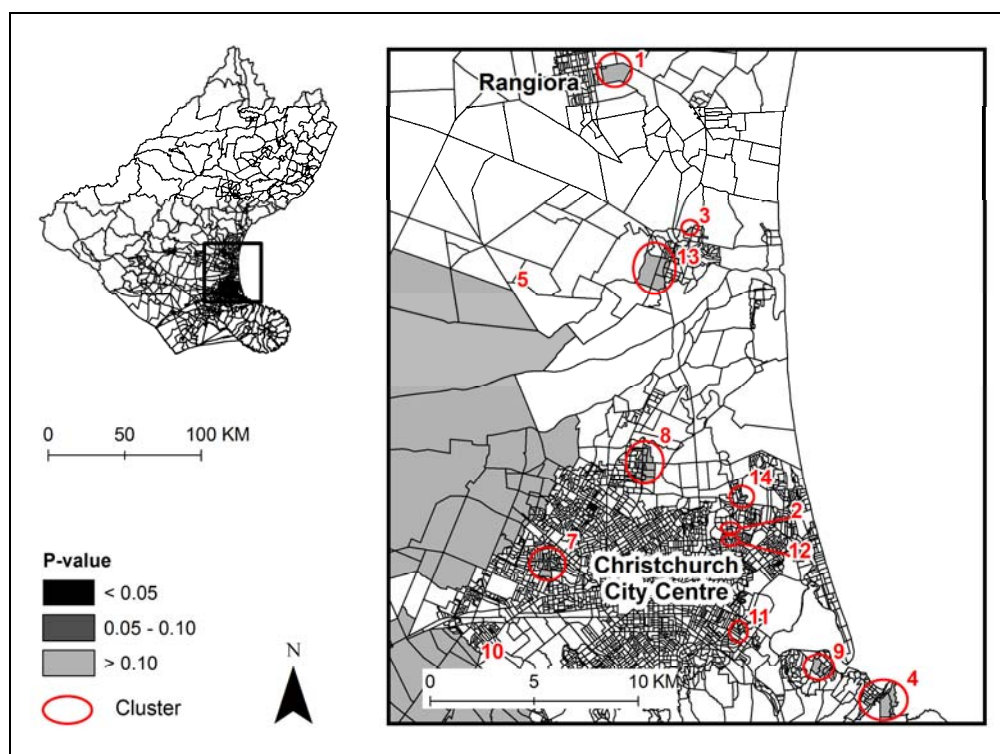 1
Rangiora
3
13
5
8
14
2
7
12
Christchurch
City Centre
11
10
9
4
0 5 10 KM
0 50 100 KM
P-value
< 0.05
0.05 - 0.10
> 0.10
Cluster
N